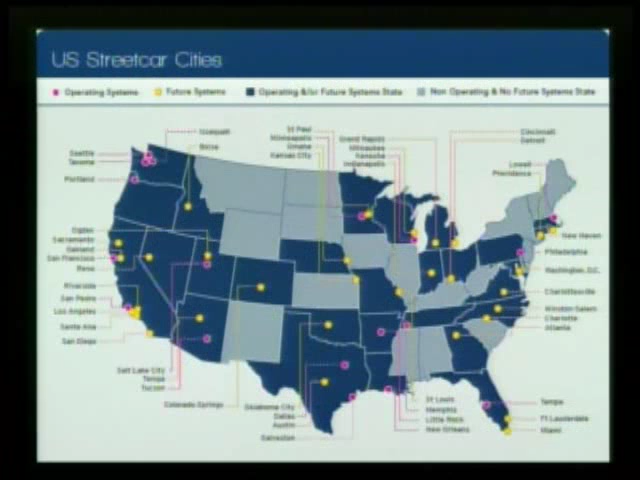 US Streetcar Cities
Operating Systems
Future Systems
Operating &/or Future Systems State
Non Operating & No Future Systems State
Seattle
Tacoma
Portland
Issaquah
Boise
St Paul
Minneapolis
Omaha
Kansas City
Grand Rapids
Milwaukee
Kenosha
Indianapolis
Cincinnati
Detroit
Lowell
Providence
New Haven
Philadelphia
Washington, D.C.
Charlottesville
Winston-Salem
Charlotte
Atlanta
Ogden
Sacramento
Oakland
San Francisco
Reno
Riverside
San Pedro
Los Angeles
Santa Ana
San Diego
Salt Lake City
Tempe
Tucson
Colorado Springs
Oklahoma City
Dallas
Austin
Galveston
St Louis
Memphis
Little Rock
New Orleans
Tampa
Ft Lauderdale
Miami